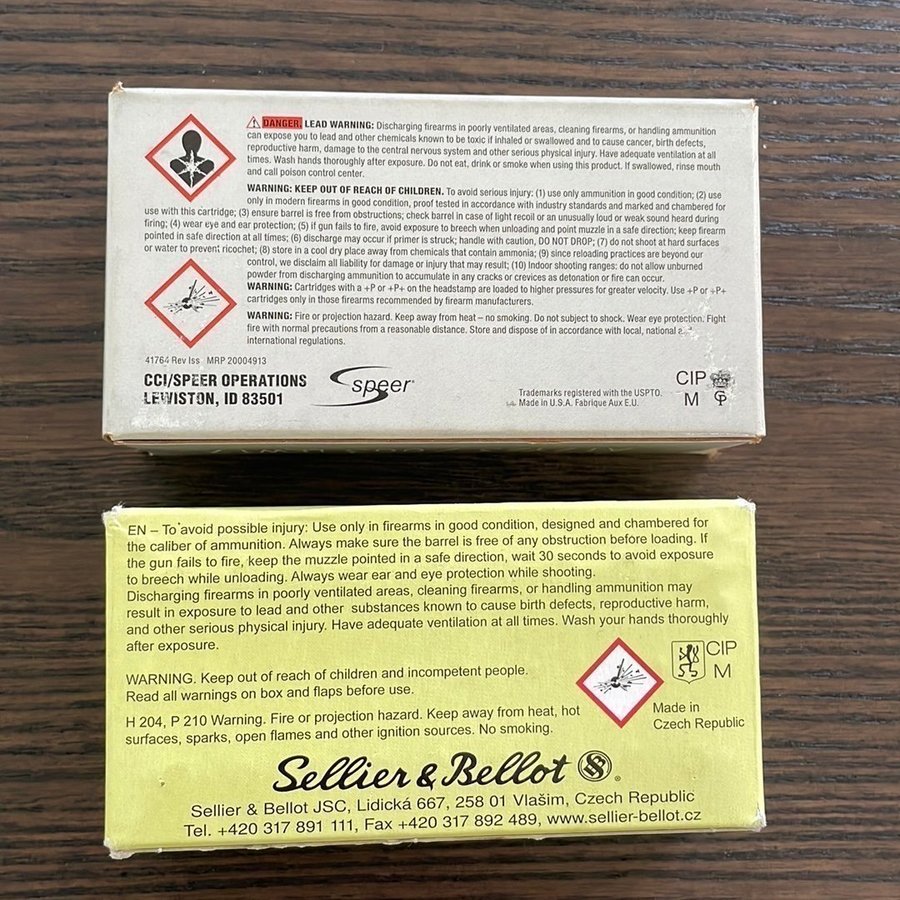 ⚠ DANGER, LEAD WARNING: Discharging firearms in poorly ventilated areas, cleaning firearms, or handling ammunition
can expose you to lead and other chemicals known to be toxic if inhaled or swallowed and to cause cancer, birth defects,
reproductive harm, damage to the central nervous system and other serious physical injury. Have adequate ventilation at all
times. Wash hands thoroughly after exposure. Do not eat, drink or smoke when using this product. If swallowed, rinse mouth
and call poison control center.
WARNING: KEEP OUT OF REACH OF CHILDREN. To avoid serious injury: (1) use only ammunition in good condition; (2) use
only in modern firearms in good condition, proof tested in accordance with industry standards and marked and chambered for
use with this cartridge; (3) ensure barrel is free from obstructions; check barrel in case of light recoil or an unusually loud or weak sound heard during
firing; (4) wear eye and ear protection; (5) if gun fails to fire, avoid exposure to breech when unloading and point muzzle in a safe direction; keep firearm
pointed in safe direction at all times; (6) discharge may occur if primer is struck; handle with caution, DO NOT DROP; (7) do not shoot at hard surfaces
or water to prevent ricochet; (8) store in a cool dry place away from chemicals that contain ammonia; (9) since reloading practices are beyond our
control, we disclaim all liability for damage or injury that may result; (10) Indoor shooting ranges: do not allow unburned
powder from discharging ammunition to accumulate in any cracks or crevices as detonation or fire can occur.
WARNING: Cartridges with a +P or +P+ on the headstamp are loaded to higher pressures for greater velocity. Use +P or +P+
cartridges only in those firearms recommended by firearm manufacturers.
WARNING: Fire or projection hazard. Keep away from heat – no smoking. Do not subject to shock. Wear eye protection. Fight
fire with normal precautions from a reasonable distance. Store and dispose of in accordance with local, national
international regulations.
41764 Rev Iss MRP 20004913
CCI/SPEER OPERATIONS
LEWISTON, ID 83501
speer
Trademarks registered with the USPTO.
Made in U.S.A. Fabrique Aux E.U.
CIP
M
EN – To avoid possible injury: Use only in firearms in good condition, designed and chambered for
the caliber of ammunition. Always make sure the barrel is free of any obstruction before loading. If
the gun fails to fire, keep the muzzle pointed in a safe direction, wait 30 seconds to avoid exposure
to breech while unloading. Always wear ear and eye protection while shooting.
Discharging firearms in poorly ventilated areas, cleaning firearms, or handling ammunition may
result in exposure to lead and other substances known to cause birth defects, reproductive harm,
and other serious physical injury. Have adequate ventilation at all times. Wash your hands thoroughly
after exposure.
WARNING. Keep out of reach of children and incompetent people.
Read all warnings on box and flaps before use.
H 204, P 210 Warning. Fire or projection hazard. Keep away from heat, hot
surfaces, sparks, open flames and other ignition sources. No smoking.
CIP
M
Made in
Czech Republic
Sellier & Bellot
Sellier & Bellot JSC, Lidická 667, 258 01 Vlašim, Czech Republic
Tel. +420 317 891 111, Fax +420 317 892 489, www.sellier-bellot.cz